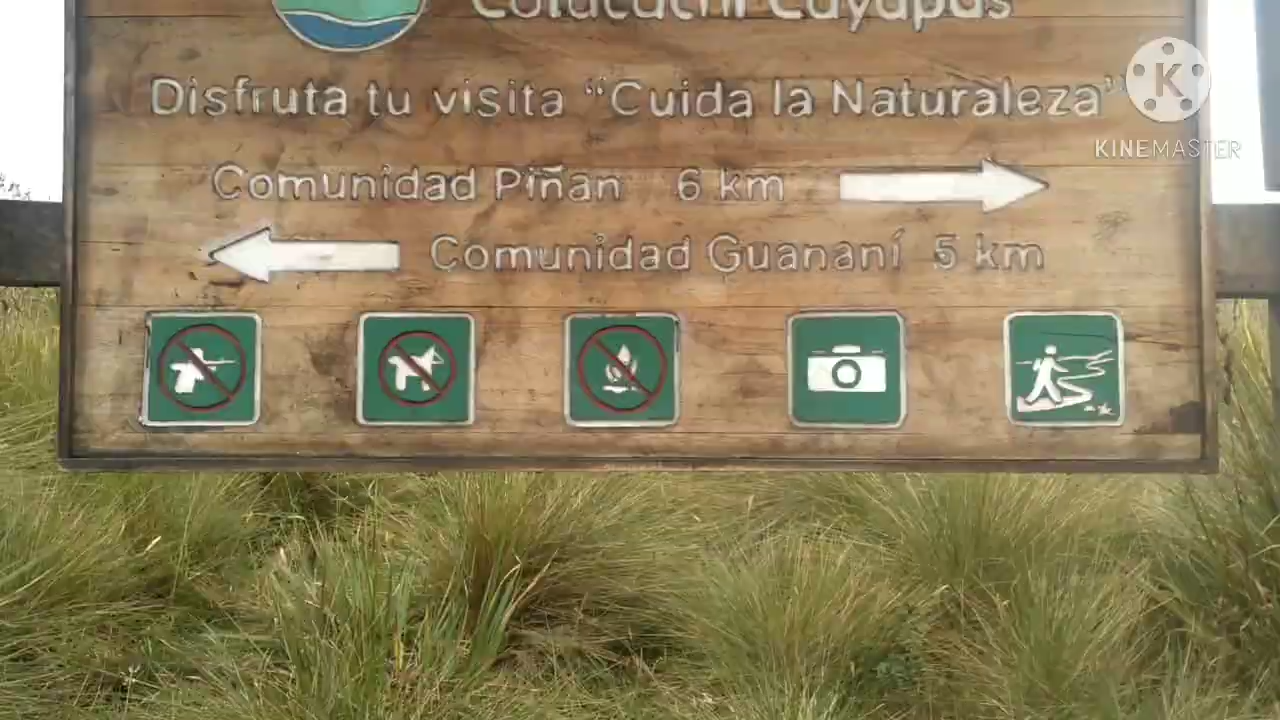 Cotacachi Cayapas
Disfruta tu visita “Cuida la Naturaleza”
Comunidad Piñan 6 km
Comunidad Guananí 5 km
K
KINEMASTER